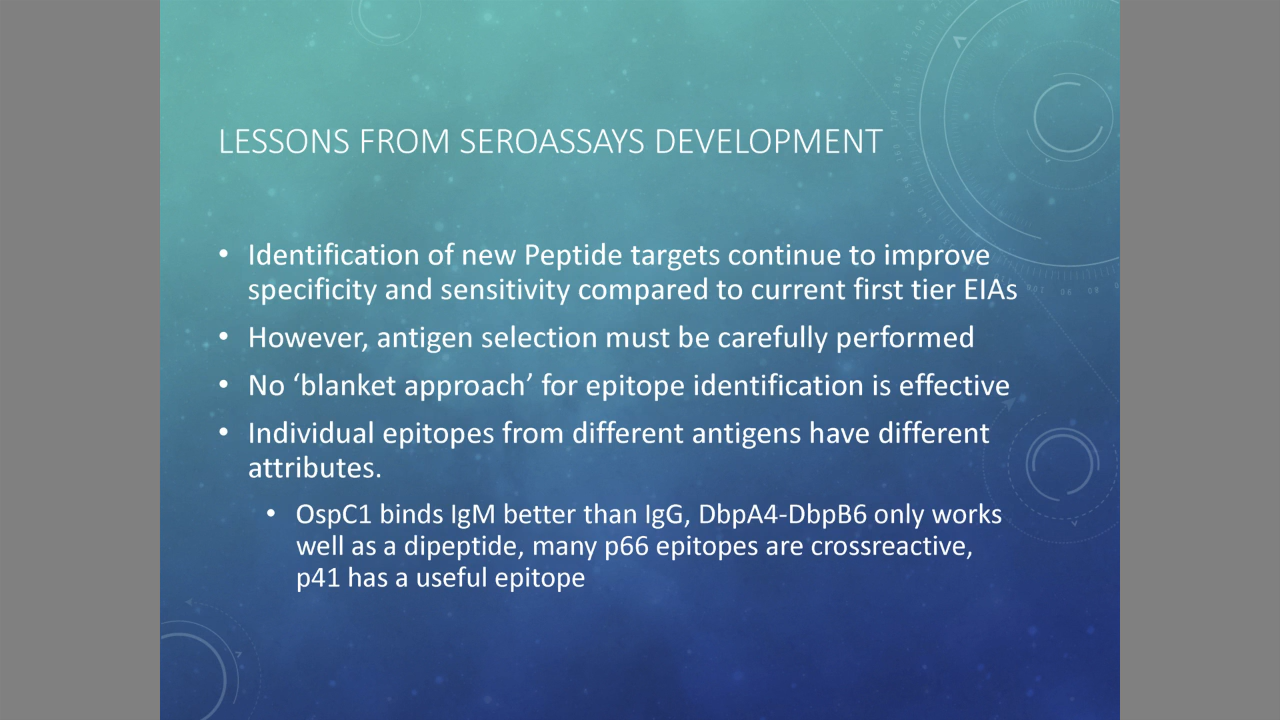 LESSONS FROM SEROASSAYS DEVELOPMENT
• Identification of new Peptide targets continue to improve
specificity and sensitivity compared to current first tier EIAs
• However, antigen selection must be carefully performed
• No ‘blanket approach’ for epitope identification is effective
• Individual epitopes from different antigens have different
attributes.
• OspC1 binds IgM better than IgG, DbpA4-DbpB6 only works
well as a dipeptide, many p66 epitopes are crossreactive,
p41 has a useful epitope